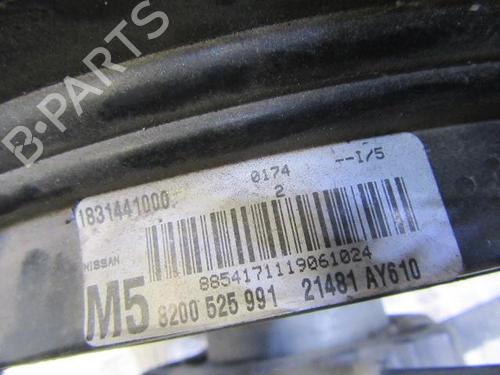 B-PARTS
0174
--I/5
1831441000
2
NISSAN
8854171119061024
M5 8200 525 991 21481 AY610